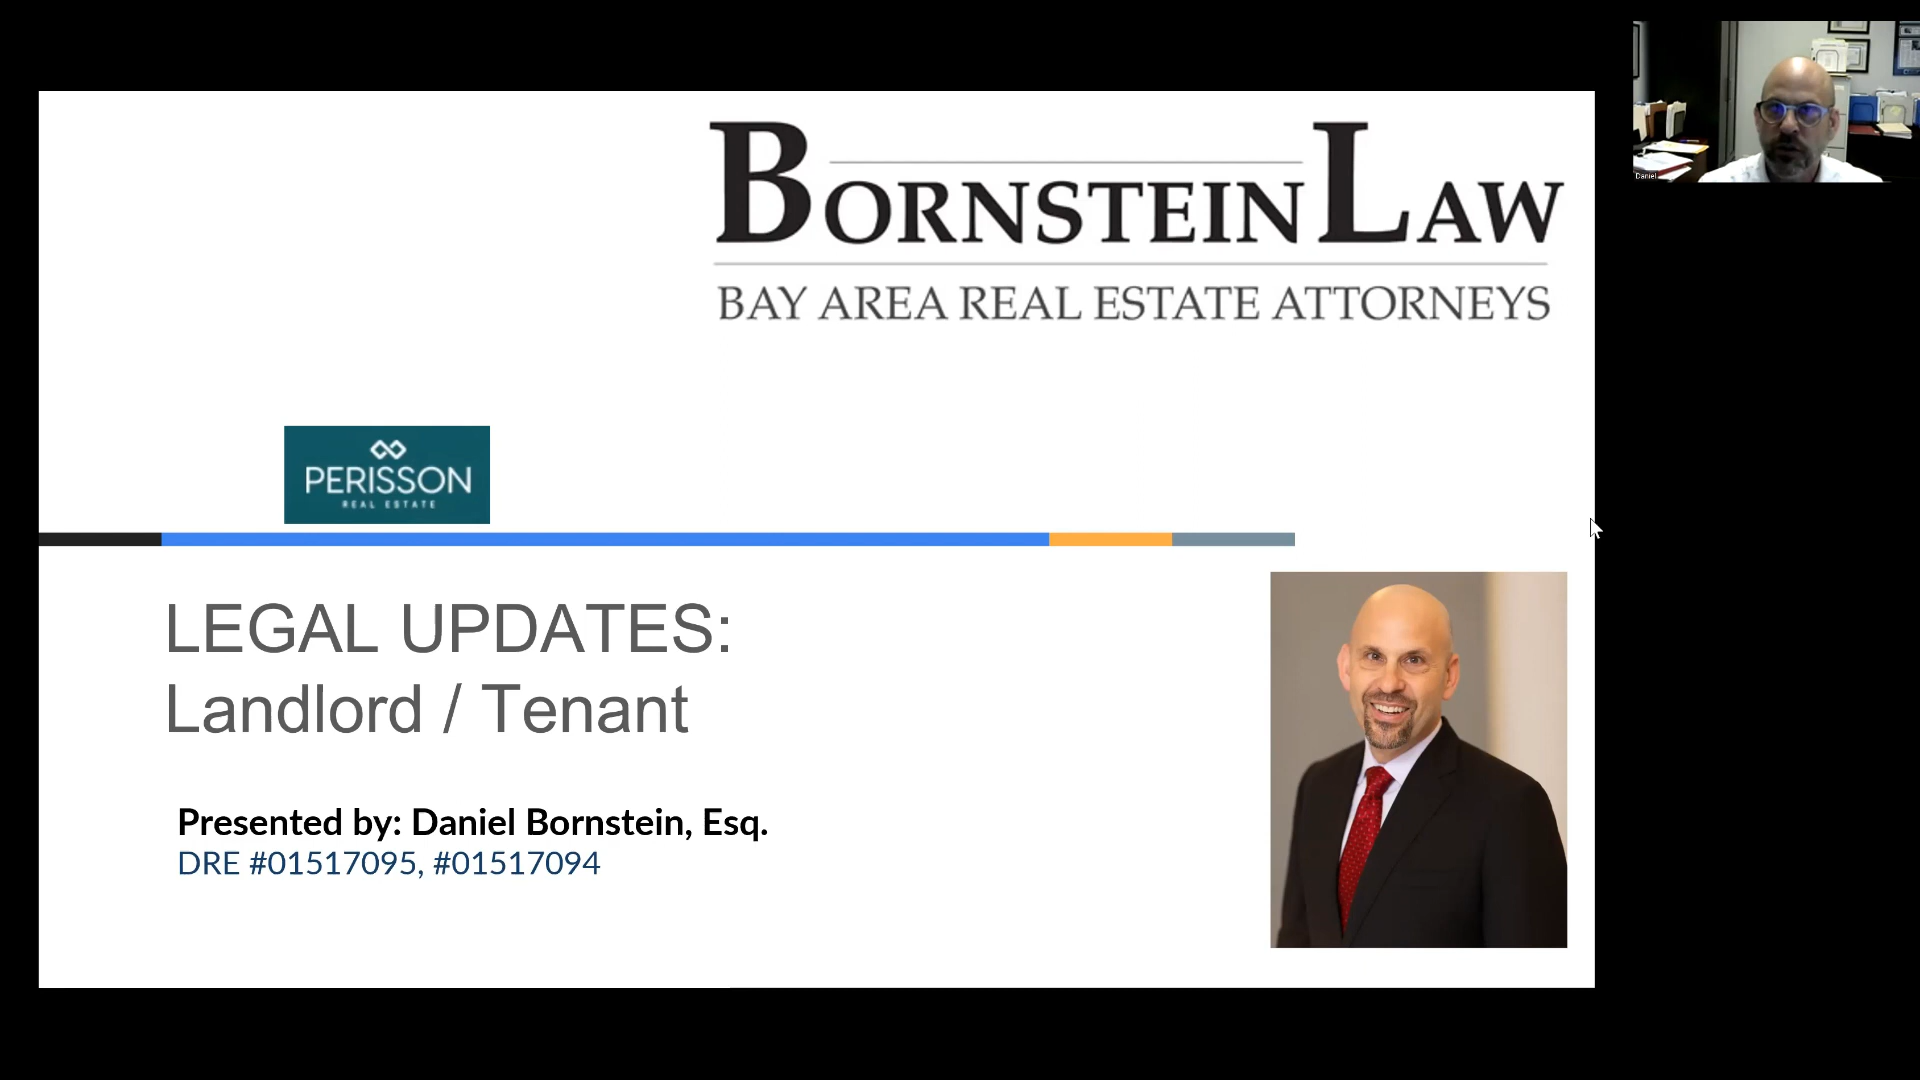 BORNSTEIN LAW
BAY AREA REAL ESTATE ATTORNEYS
PERISSON
REAL ESTATE
LEGAL UPDATES:
Landlord / Tenant
Presented by: Daniel Bornstein, Esq.
DRE #01517095, #01517094
Daniel